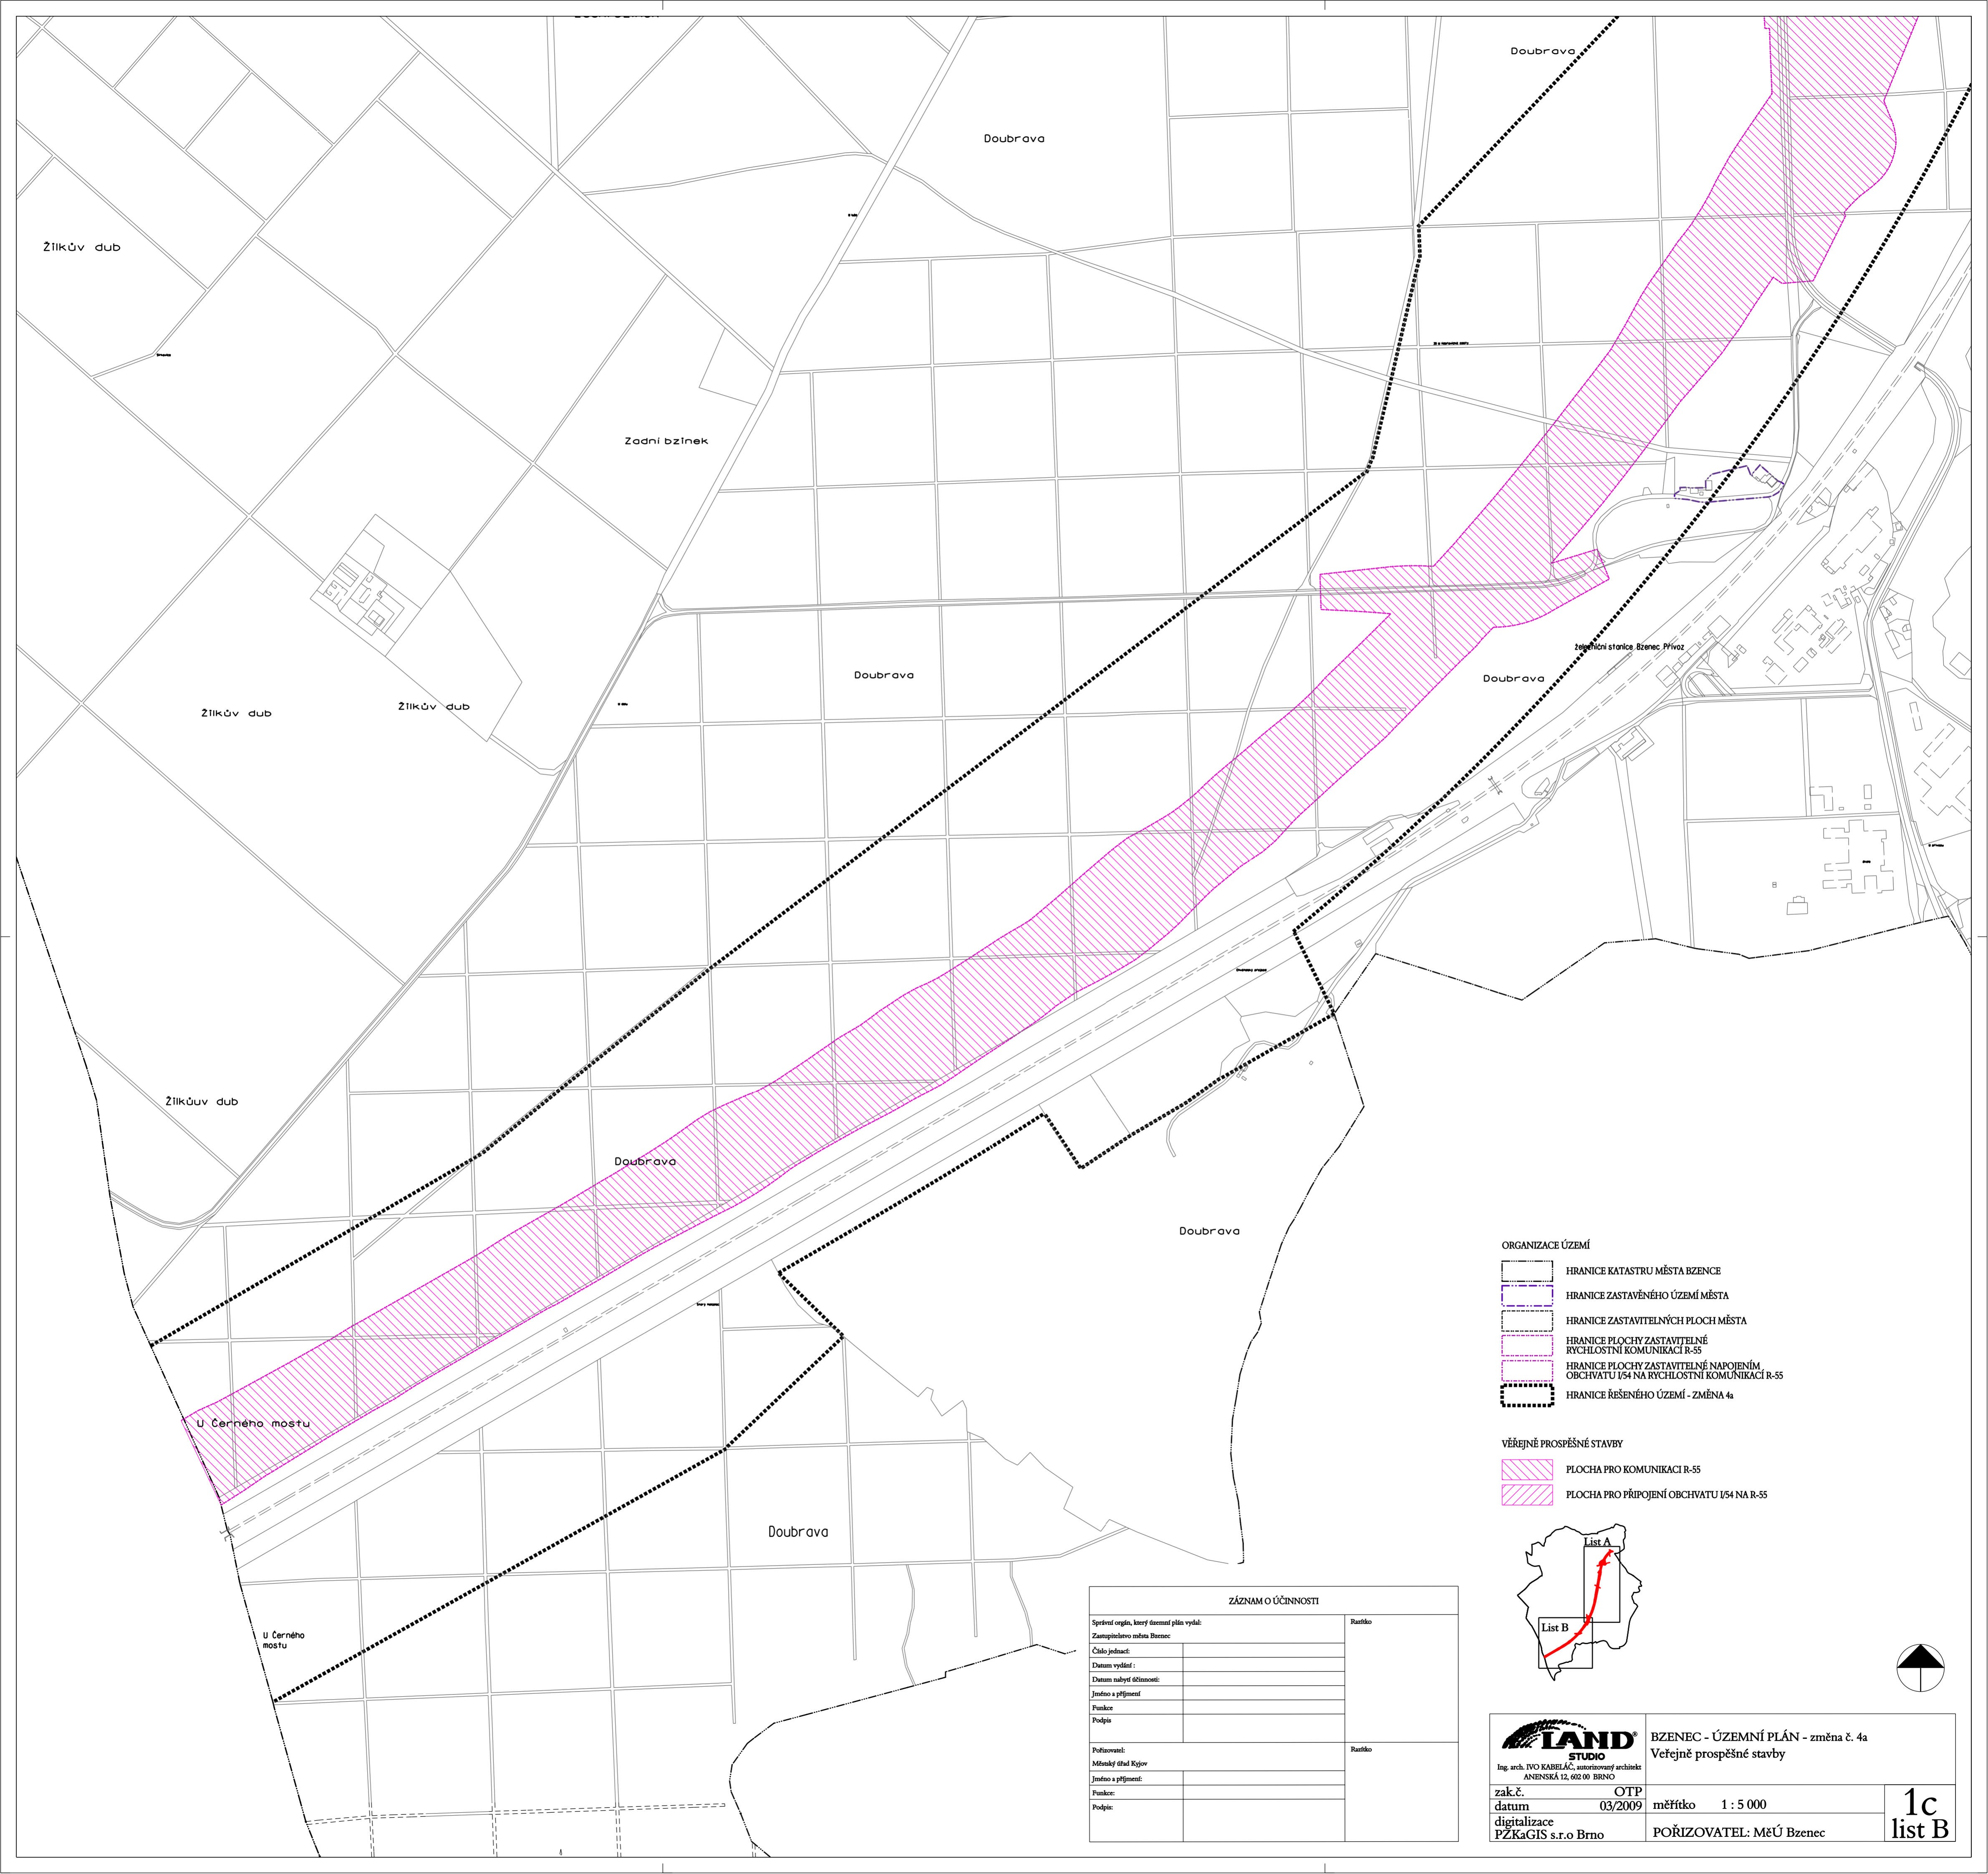 Doubrava
Doubrava
Žilkův dub
Zadní bzínek
Doubrava
železniční stanice Bzenec Přívoz
Doubrava
Žilkův dub
Žilkův dub
Žilkůuv dub
Doubrava
Doubrava
U Černého mostu
Doubrava
U Černého
mostu
ORGANIZACE ÚZEMÍ
HRANICE KATASTRU MĚSTA BZENCE
HRANICE ZASTAVĚNÉHO ÚZEMÍ MĚSTA
HRANICE ZASTAVITELNÝCH PLOCH MĚSTA
HRANICE PLOCHY ZASTAVITELNÉ
RYCHLOSTNÍ KOMUNIKACÍ R-55
HRANICE PLOCHY ZASTAVITELNÉ NAPOJENÍM
OBCHVATU I/54 NA RYCHLOSTNÍ KOMUNIKACÍ R-55
HRANICE ŘEŠENÉHO ÚZEMÍ - ZMĚNA 4a
VĚŘEJNĚ PROSPĚŠNÉ STAVBY
PLOCHA PRO KOMUNIKACI R-55
PLOCHA PRO PŘIPOJENÍ OBCHVATU I/54 NA R-55
List A
List B
ZÁZNAM O ÚČINNOSTI
Správní orgán, který územní plán vydal:
Razítko
Zastupitelstvo města Bzenec
Číslo jednací:
Datum vydání :
Datum nabytí účinnosti:
Jméno a příjmení
Funkce
Podpis
Pořizovatel:
Razítko
Městský úřad Kyjov
Jméno a příjmení:
Funkce:
Podpis:
LAND®
STUDIO
Ing. arch. IVO KABELÁČ, autorizovaný architekt
ANENSKÁ 12, 602 00 BRNO
BZENEC - ÚZEMNÍ PLÁN - změna č. 4a
Veřejně prospěšné stavby
zak.č. OTP
datum 03/2009
měřítko 1 : 5 000
digitalizace
PŽKaGIS s.r.o Brno
POŘIZOVATEL: MěÚ Bzenec
1c
list B